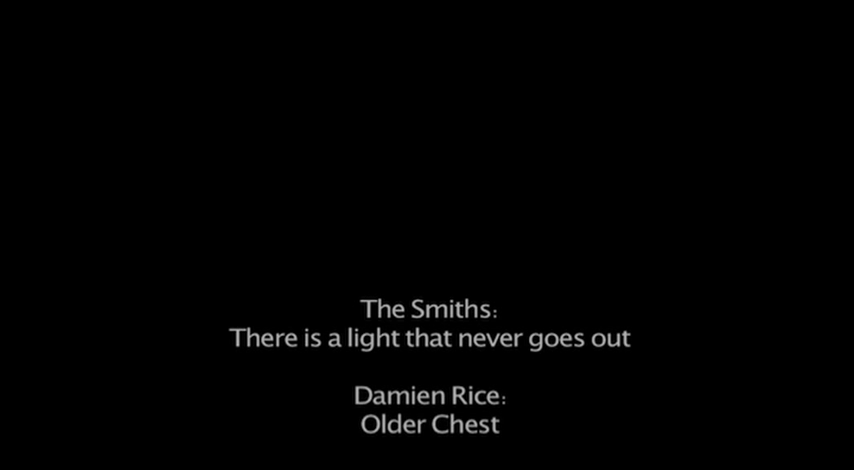 The Smiths:
There is a light that never goes out
Damien Rice:
Older Chest